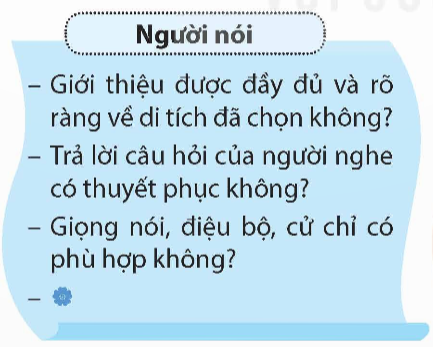 Người nói
– Giới thiệu được đầy đủ và rõ
ràng về di tích đã chọn không?
– Trả lời câu hỏi của người nghe
có thuyết phục không?
– Giọng nói, điệu bộ, cử chỉ có
phù hợp không?
–